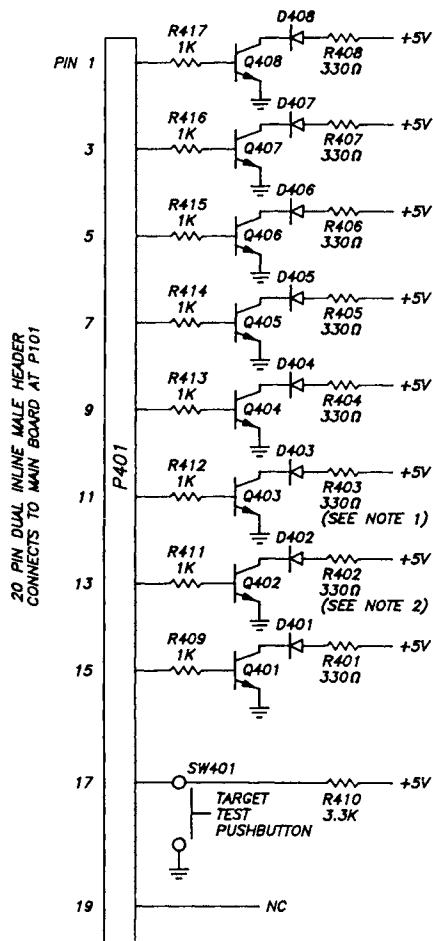 D408
R417
1K
+5V
PIN 1
Q408
R408
330Ω
D407
R416
1K
+5V
3
Q407
R407
330Ω
D406
R415
1K
+5V
5
Q406
R406
330Ω
D405
R414
1K
+5V
7
Q405
R405
330Ω
D404
R413
1K
+5V
9
Q404
R404
330Ω
D403
R412
1K
+5V
11
Q403
R403
330Ω
(SEE NOTE 1)
D402
R411
1K
+5V
13
Q402
R402
330Ω
(SEE NOTE 2)
D401
R409
1K
+5V
15
Q401
R401
330Ω
20 PIN DUAL INLINE MALE HEADER
CONNECTS TO MAIN BOARD AT P101
P401
17
SW401
+5V
R410
3.3K
TARGET
TEST
PUSHBUTTON
19
NC